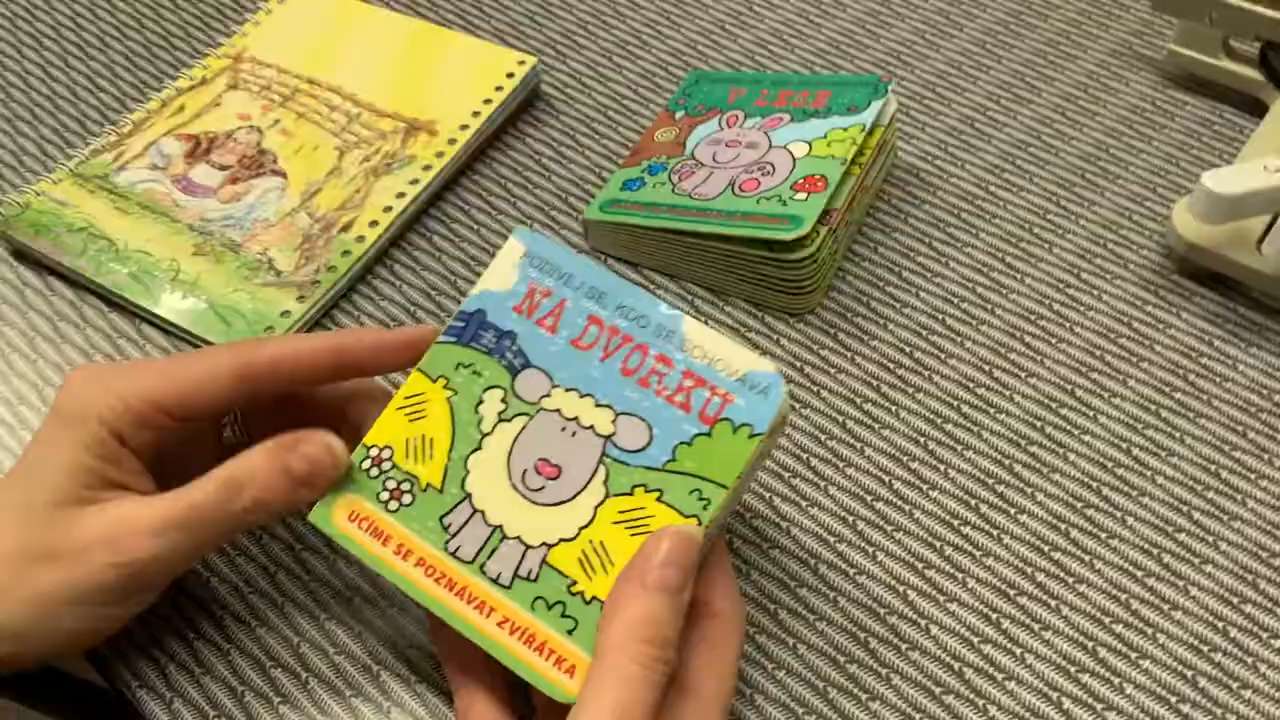 V LESE
PODÍVEJ SE, KDO SE SCHOVÁVÁ
NA DVORKU
UČÍME SE POZNÁVAT ZVÍŘÁTKA